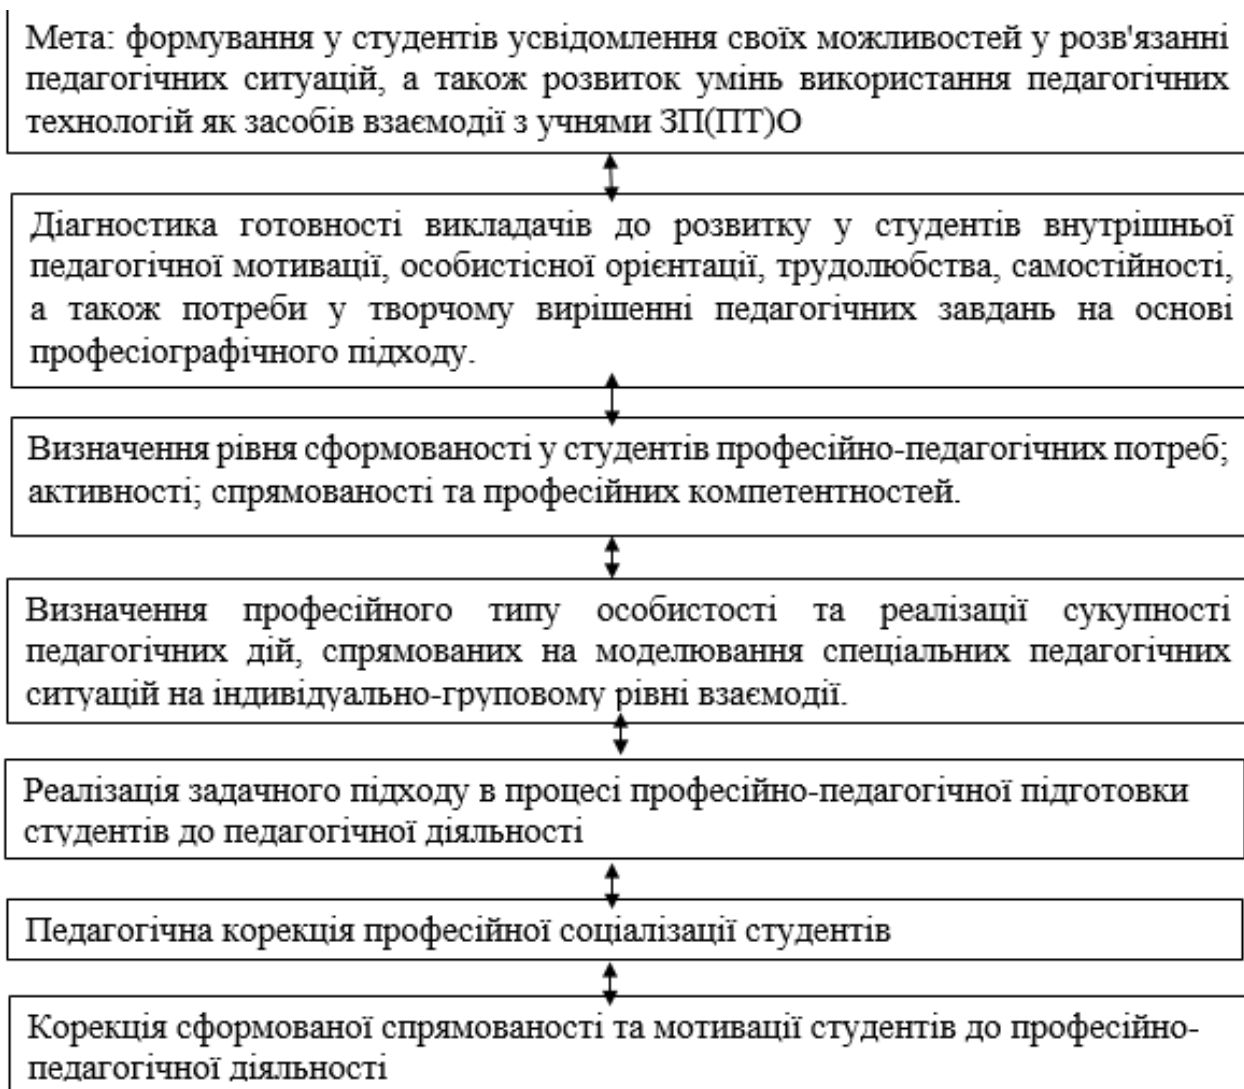 Мета: формування у студентів усвідомлення своїх можливостей у розв'язанні
педагогічних ситуацій, а також розвиток умінь використання педагогічних
технологій як засобів взаємодії з учнями ЗП(ПТ)О
Діагностика готовності викладачів до розвитку у студентів внутрішньої
педагогічної мотивації, особистісної орієнтації, трудолюбства, самостійності,
а також потреби у творчому вирішенні педагогічних завдань на основі
професіографічного підходу.
Визначення рівня сформованості у студентів професійно-педагогічних потреб;
активності; спрямованості та професійних компетентностей.
Визначення професійного типу особистості та реалізації сукупності
педагогічних дій, спрямованих на моделювання спеціальних педагогічних
ситуацій на індивідуально-груповому рівні взаємодії.
Реалізація задачного підходу в процесі професійно-педагогічної підготовки
студентів до педагогічної діяльності
Педагогічна корекція професійної соціалізації студентів
Корекція сформованої спрямованості та мотивації студентів до професійно-
педагогічної діяльності